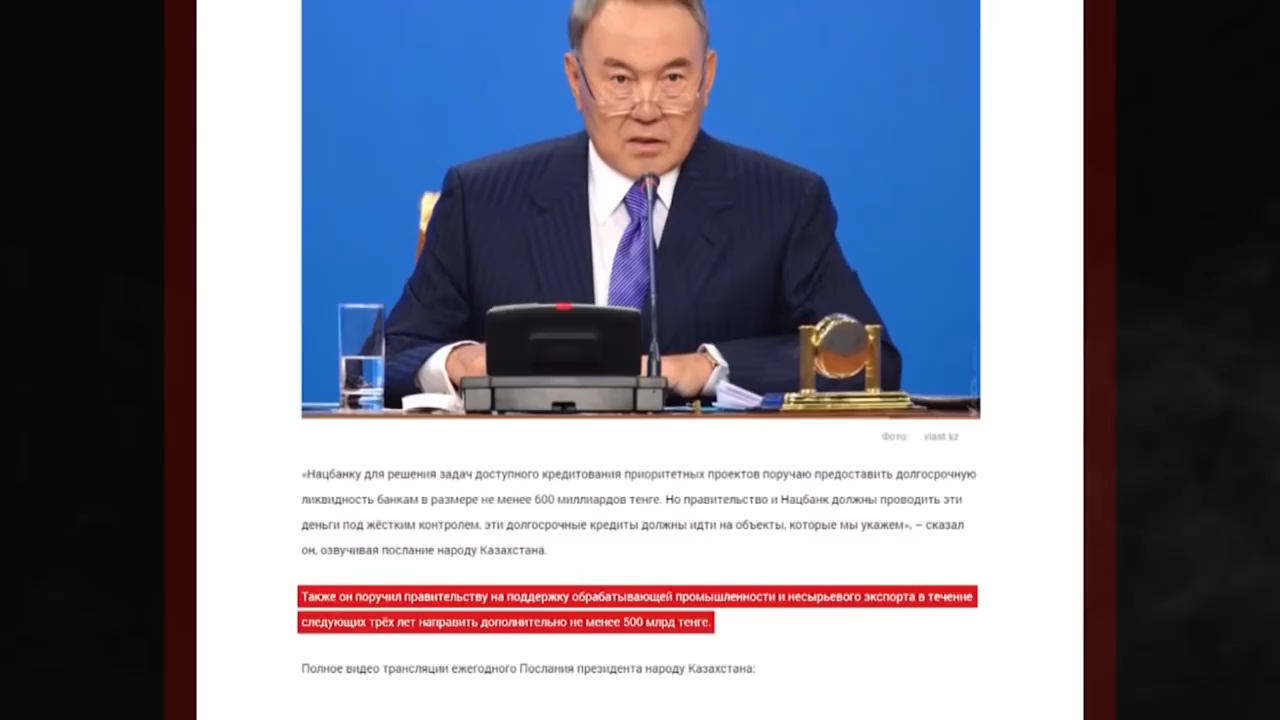 Фото: vlast.kz
«Нацбанку для решения задач доступного кредитования приоритетных проектов поручаю предоставить долгосрочную
ликвидность банкам в размере не менее 600 миллиардов тенге. Но правительство и Нацбанк должны проводить эти
деньги под жёстким контролем, эти долгосрочные кредиты должны идти на объекты, которые мы укажем», – сказал
он, озвучивая послание народу Казахстана.
Также он поручил правительству на поддержку обрабатывающей промышленности и несырьевого экспорта в течение
следующих трёх лет направить дополнительно не менее 500 млрд тенге.
Полное видео трансляции ежегодного Послания президента народу Казахстана: